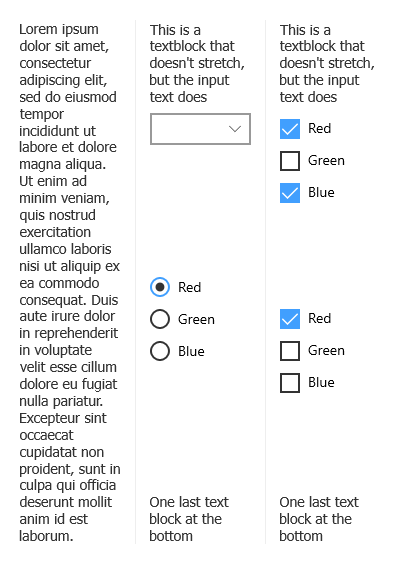 Lorem ipsum
dolor sit amet,
consectetur
adipiscing elit,
sed do eiusmod
tempor
incididunt ut
labore et dolore
magna aliqua.
Ut enim ad
minim veniam,
quis nostrud
exercitation
ullamco laboris
nisi ut aliquip ex
ea commodo
consequat. Duis
aute irure dolor
in reprehenderit
in voluptate
velit esse cillum
dolore eu fugiat
nulla pariatur.
Excepteur sint
occaecat
cupidatat non
proident, sunt in
culpa qui officia
deserunt mollit
anim id est
laborum.
This is a
textblock that
doesn't stretch,
but the input
text does
Red
Green
Blue
One last text
block at the
bottom
This is a
textblock that
doesn't stretch,
but the input
text does
Red
Green
Blue
Red
Green
Blue
One last text
block at the
bottom